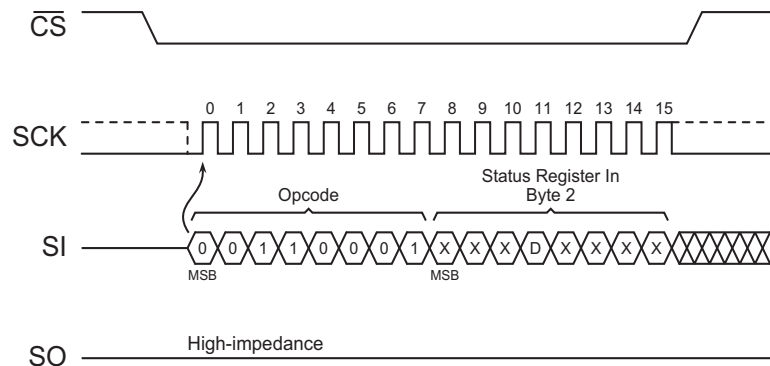 CS
0 1 2 3 4 5 6 7 8 9 10 11 12 13 14 15
SCK
Opcode
Status Register In
Byte 2
SI
0 0 1 1 0 0 0 1 X X X D X X X X
MSB MSB
High-impedance
SO